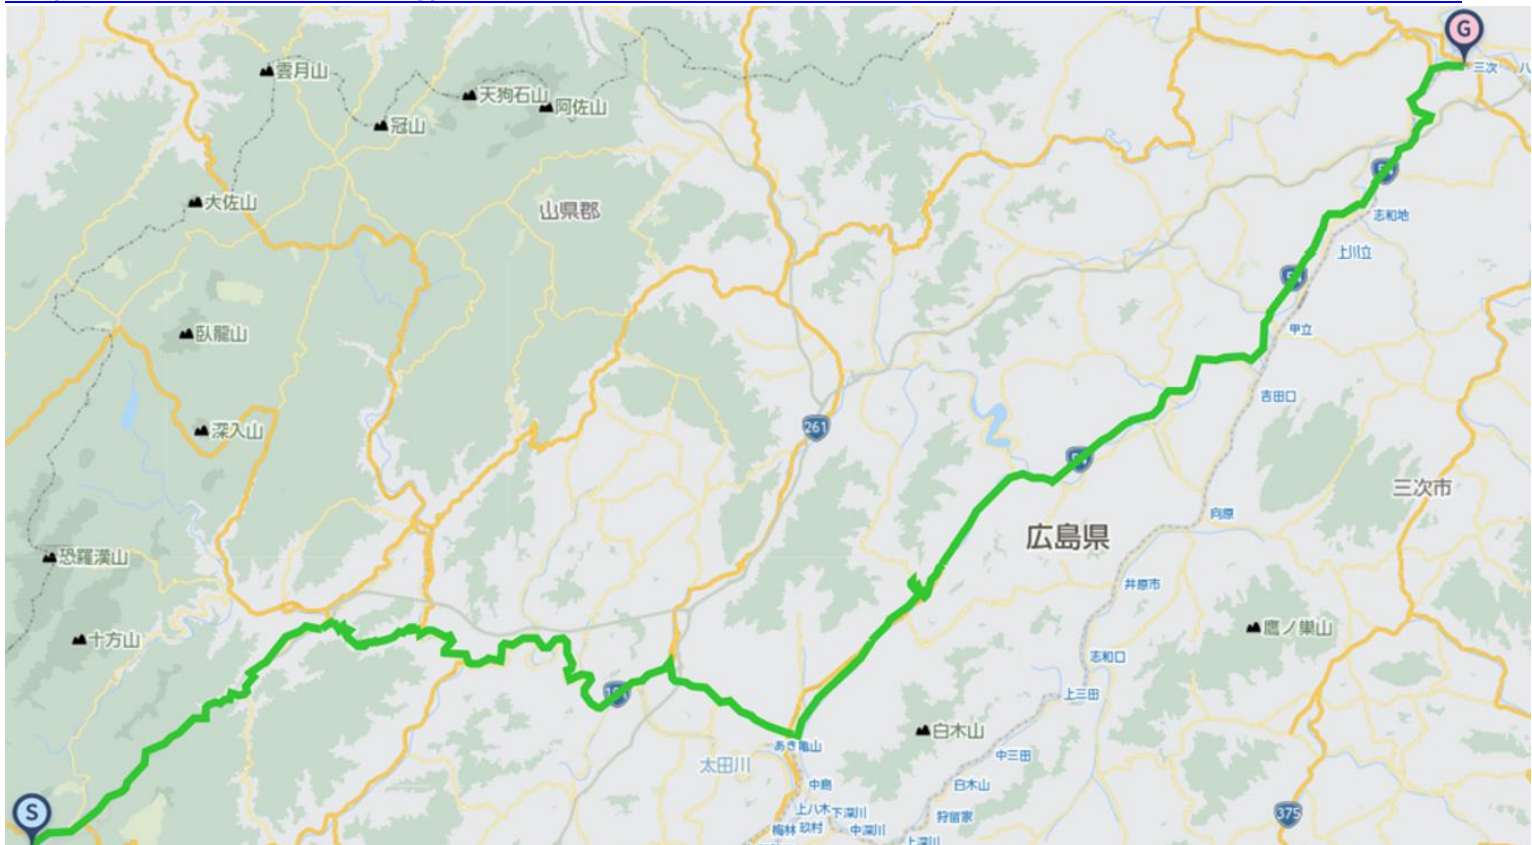 G
三次 八
雲月山
天狗石山
阿佐山
冠山
大佐山
山県郡
志和地
上川立
臥龍山
甲立
吉田口
深入山
261
三次市
向原
広島県
恐羅漢山
井原市
十方山
鷹ノ巣山
志和口
上三田
白木山
あき亀山
中三田
太田川
中島
白木山
S
上八木
下深川
狩留家
375
梅林
玖村
中深川
上深川